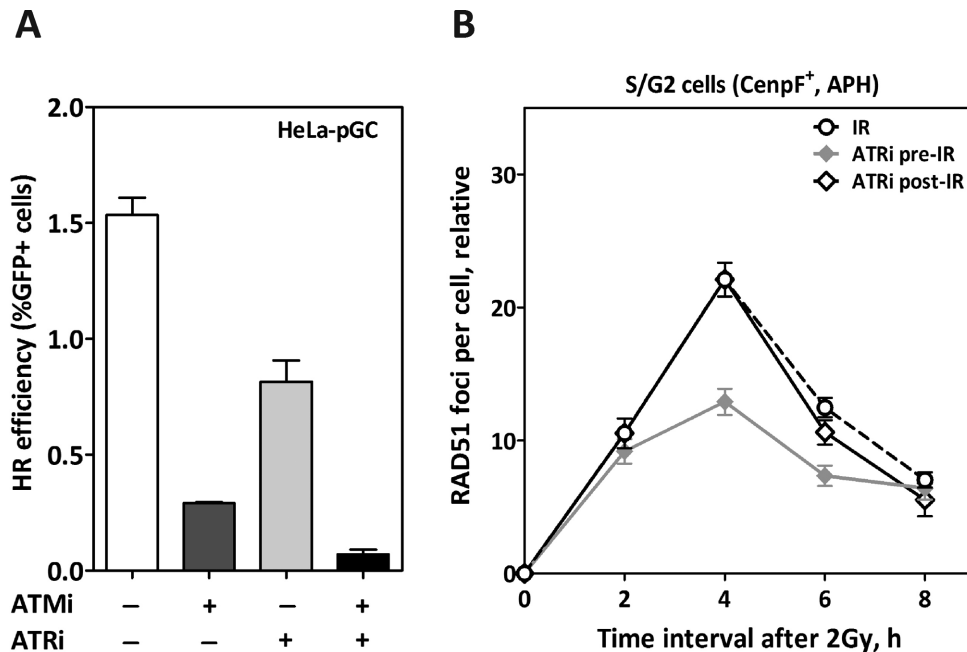 A
HR efficiency (%GFP+ cells)
2.0
1.5
1.0
0.5
0.0
HeLa-pGC
ATMi – + – +
ATRi – – + +
B
S/G2 cells (CenpF⁺, APH)
RAD51 foci per cell, relative
30
20
10
0
IR
ATRi pre-IR
ATRi post-IR
0 2 4 6 8
Time interval after 2Gy, h